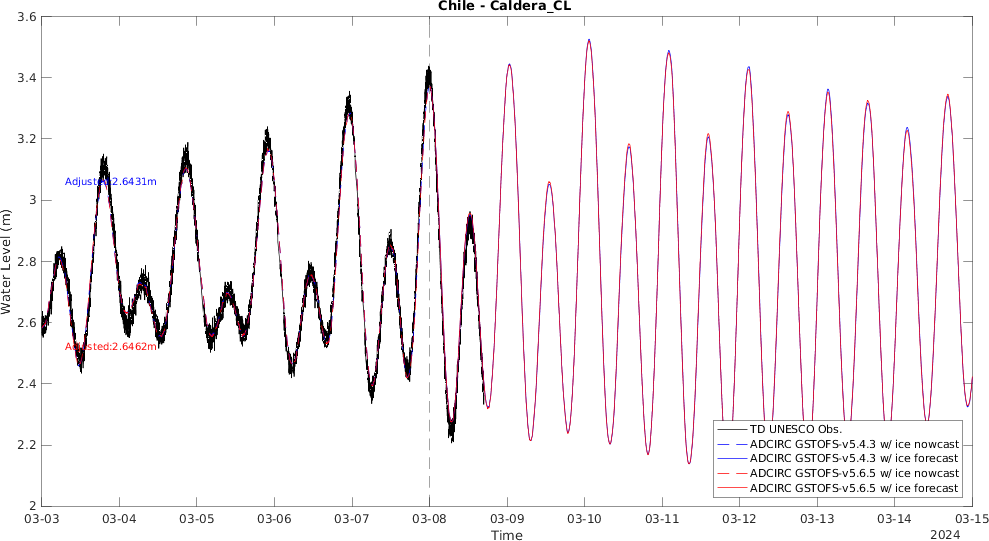 Chile - Caldera_CL
3.6
3.4
3.2
3
2.8
2.6
2.4
2.2
2
Water Level (m)
Adjusted:2.6431m
Adjusted:2.6462m
TD UNESCO Obs.
ADCIRC GSTOFS-v5.4.3 w/ ice nowcast
ADCIRC GSTOFS-v5.4.3 w/ ice forecast
ADCIRC GSTOFS-v5.6.5 w/ ice nowcast
ADCIRC GSTOFS-v5.6.5 w/ ice forecast
03-03 03-04 03-05 03-06 03-07 03-08 03-09 03-10 03-11 03-12 03-13 03-14 03-15
Time
2024